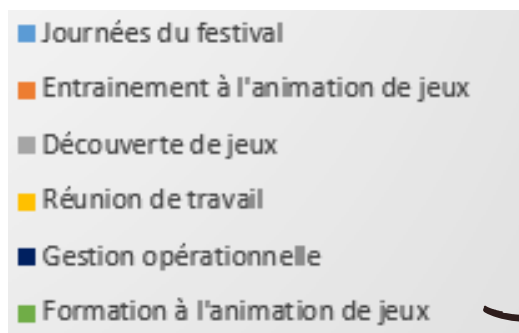 Journées du festival
Entrainement à l'animation de jeux
Découverte de jeux
Réunion de travail
Gestion opérationnelle
Formation à l'animation de jeux